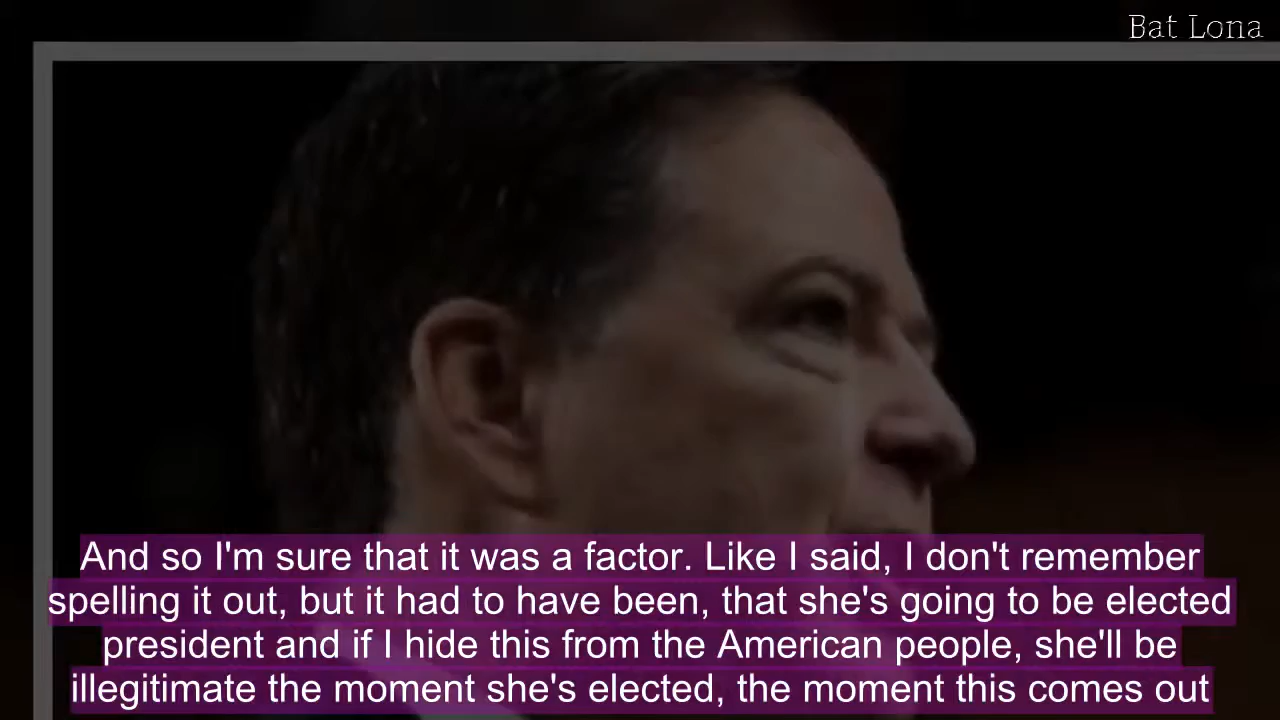 Bat Lona
And so I'm sure that it was a factor. Like I said, I don't remember
spelling it out, but it had to have been, that she's going to be elected
president and if I hide this from the American people, she'll be
illegitimate the moment she's elected, the moment this comes out